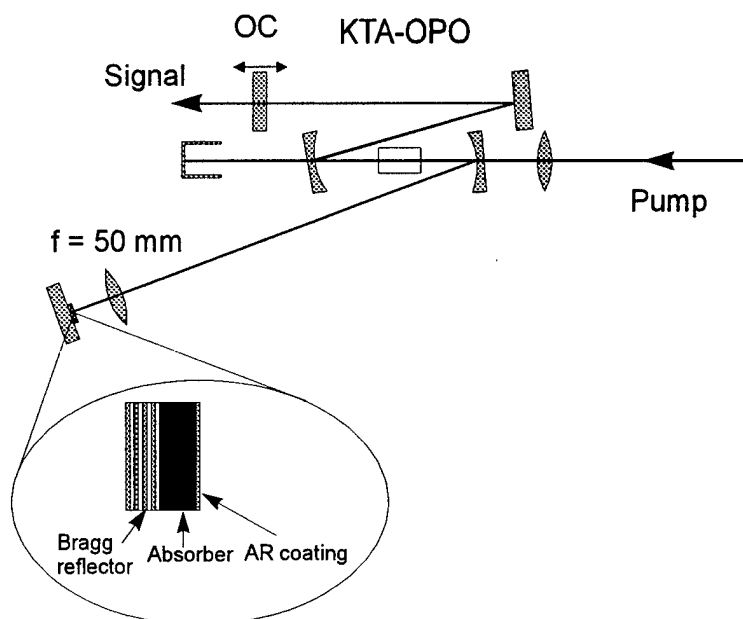 OC
KTA-OPO
Signal
Pump
f = 50 mm
Bragg
reflector
Absorber
AR coating